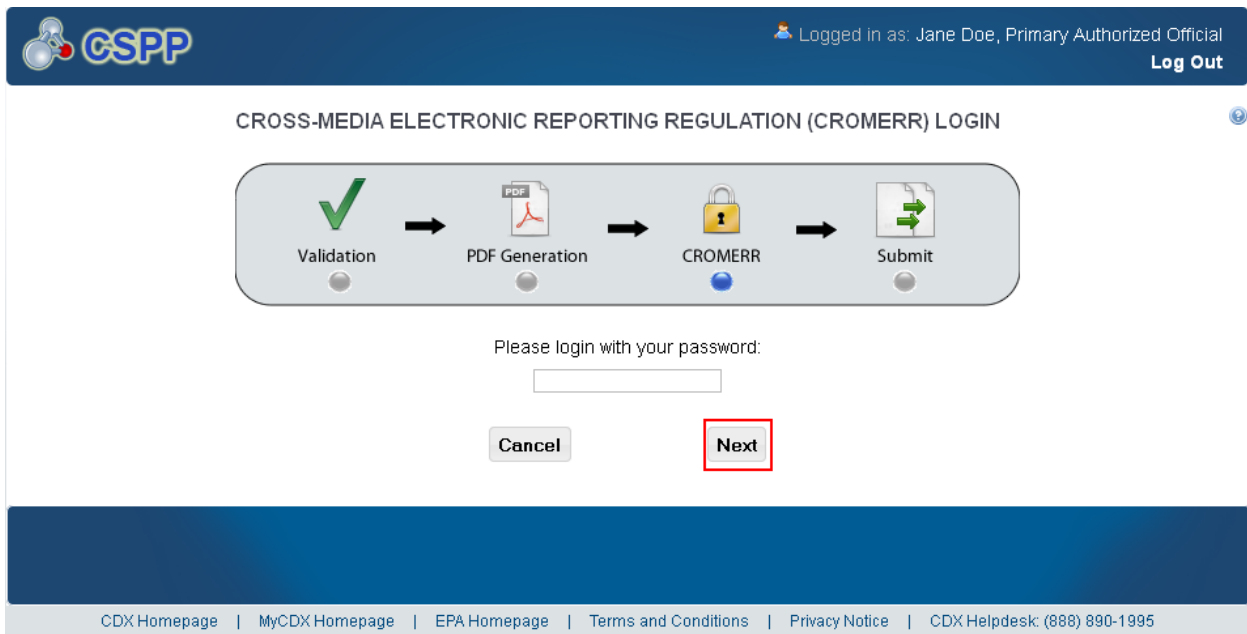 CSPP
Logged in as: Jane Doe, Primary Authorized Official
Log Out
CROSS-MEDIA ELECTRONIC REPORTING REGULATION (CROMERR) LOGIN
?
PDF
1
Validation PDF Generation CROMERR Submit
Please login with your password:
Cancel Next
CDX Homepage | MyCDX Homepage | EPA Homepage | Terms and Conditions | Privacy Notice | CDX Helpdesk: (888) 890-1995